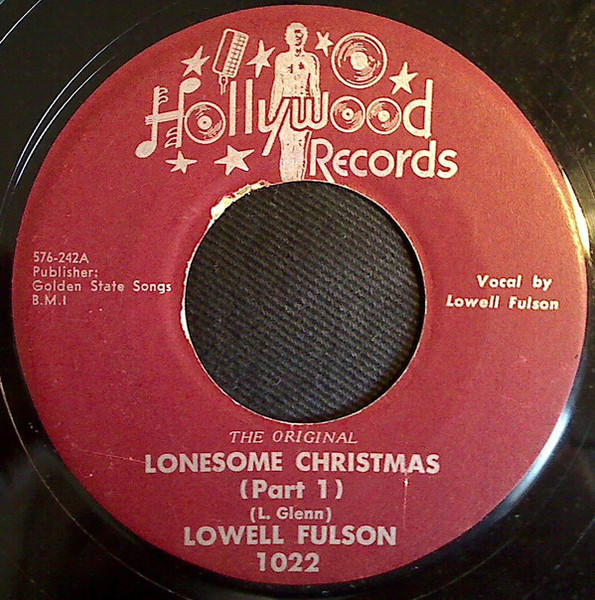 Hollywood
Records
576-242A
Publisher:
Golden State Songs
B.M.I
Vocal by
Lowell Fulson
THE ORIGINAL
LONESOME CHRISTMAS
(Part 1)
(L. Glenn)
LOWELL FULSON
1022